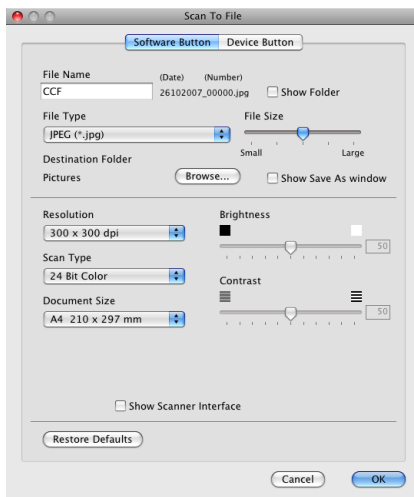 Scan To File
Software Button Device Button
File Name (Date) (Number)
CCF 26102007_00000.jpg Show Folder
File Type File Size
JPEG (*.jpg)
Small Large
Destination Folder
Pictures Browse... Show Save As window
Resolution Brightness
300 x 300 dpi
50
Scan Type
24 Bit Color
Contrast
Document Size
A4 210 x 297 mm 50
Show Scanner Interface
Restore Defaults
Cancel OK